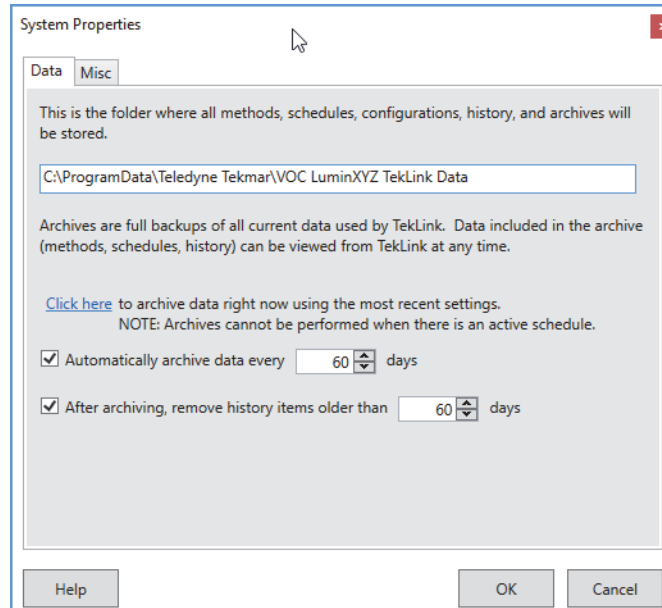 System Properties
Data
Misc
This is the folder where all methods, schedules, configurations, history, and archives will
be stored.
C:\ProgramData\Teledyne Tekmar\VOC LuminXYZ TekLink Data
Archives are full backups of all current data used by TekLink.  Data included in the archive
(methods, schedules, history) can be viewed from TekLink at any time.
Click here to archive data right now using the most recent settings.
NOTE: Archives cannot be performed when there is an active schedule.
Automatically archive data every 60 days
After archiving, remove history items older than 60 days
Help
OK
Cancel